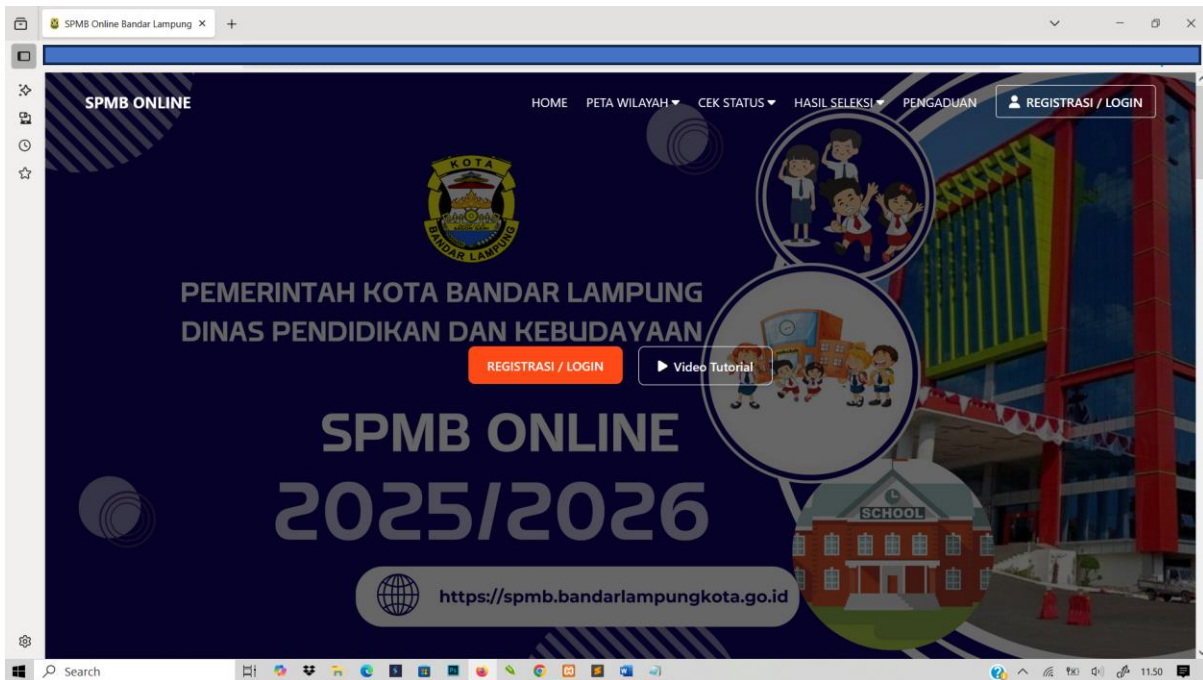 SPMB Online Bandar Lampung
SPMB ONLINE
HOME
PETA WILAYAH
CEK STATUS
HASIL SELEKSI
PENGADUAN
REGISTRASI / LOGIN
KOTA
BANDAR LAMPUNG
PEMERINTAH KOTA BANDAR LAMPUNG
DINAS PENDIDIKAN DAN KEBUDAYAAN
REGISTRASI / LOGIN
Video Tutorial
SPMB ONLINE
2025/2026
SCHOOL
https://spmb.bandarlampungkota.go.id
Search
11.50